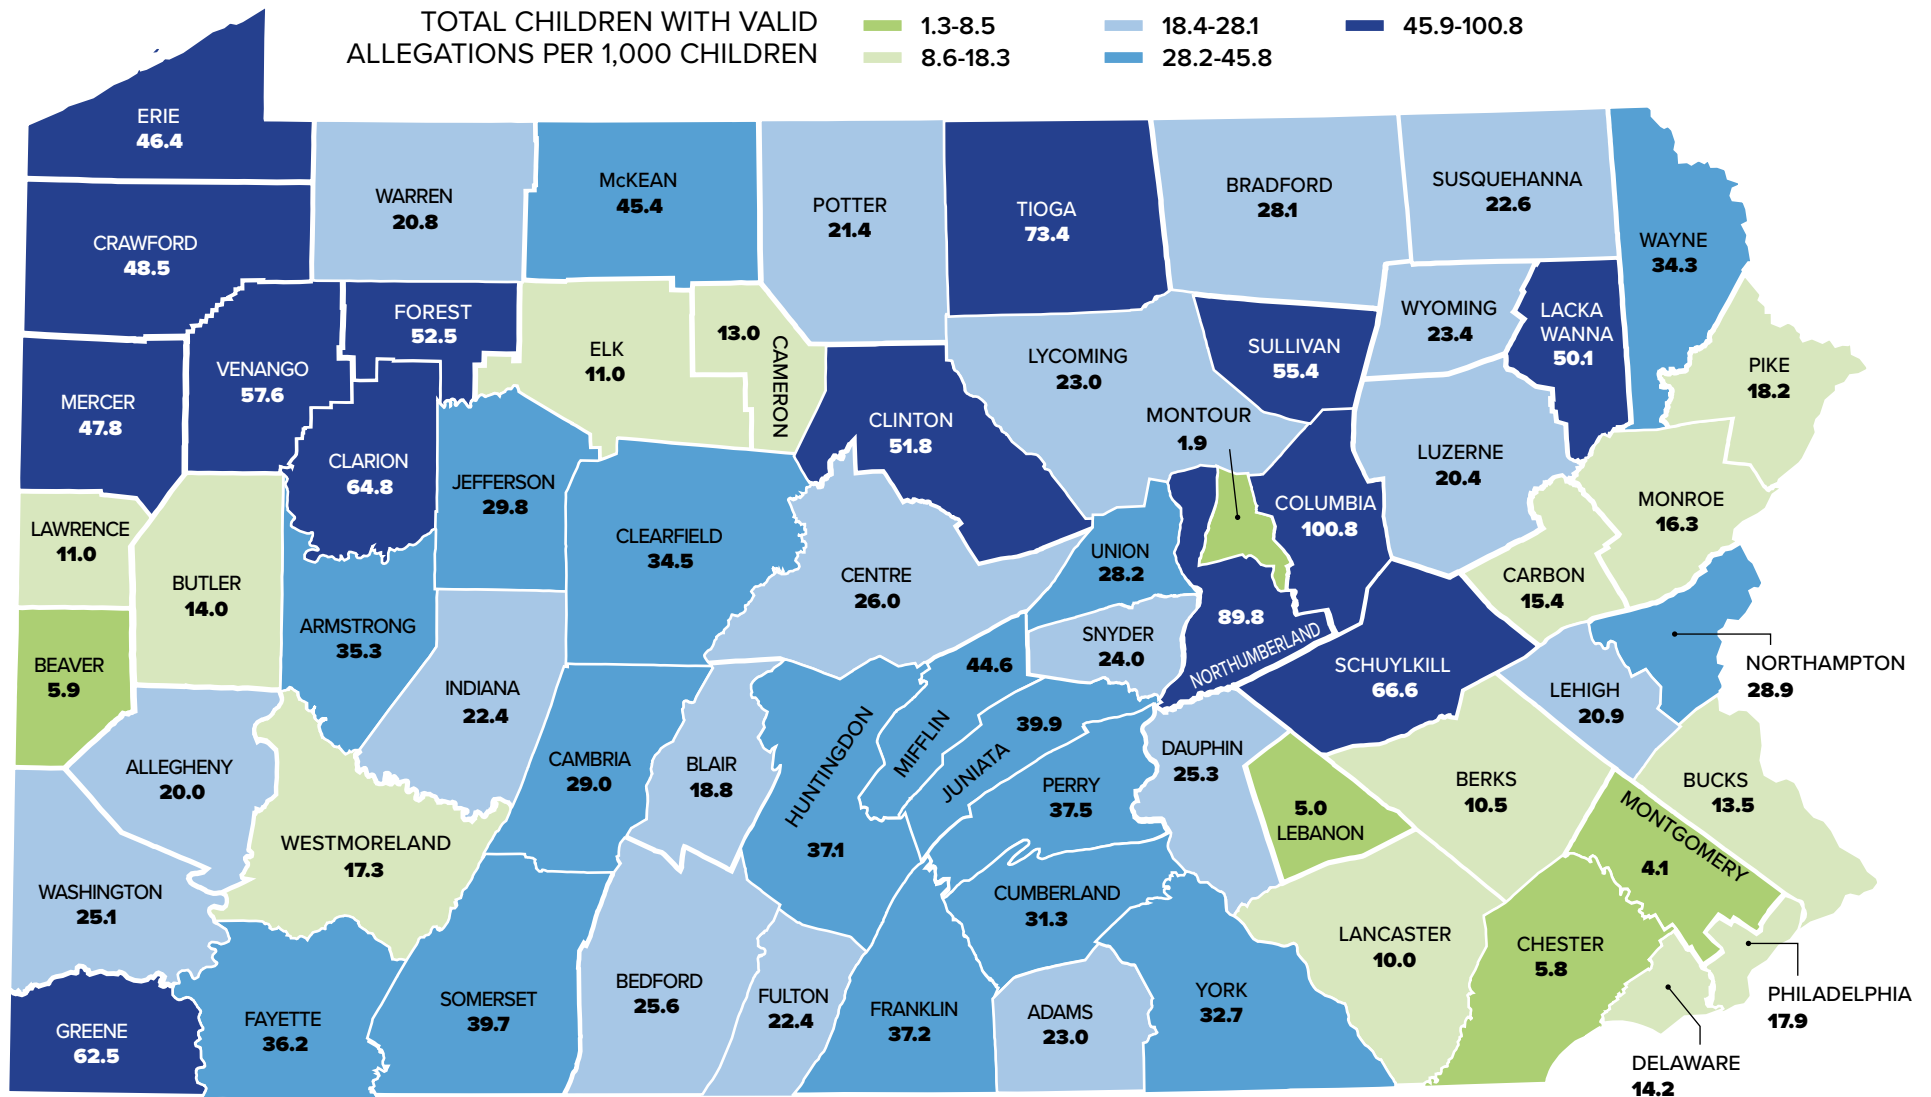 TOTAL CHILDREN WITH VALID
ALLEGATIONS PER 1,000 CHILDREN
1.3-8.5
8.6-18.3
18.4-28.1
28.2-45.8
45.9-100.8
ERIE
46.4
CRAWFORD
48.5
WARREN
20.8
McKEAN
45.4
POTTER
21.4
TIOGA
73.4
BRADFORD
28.1
SUSQUEHANNA
22.6
WAYNE
34.3
WYOMING
23.4
LACKA
WANNA
50.1
PIKE
18.2
MERCER
47.8
VENANGO
57.6
FOREST
52.5
ELK
11.0
13.0
CAMERON
CLINTON
51.8
LYCOMING
23.0
SULLIVAN
55.4
MONTOUR
1.9
LUZERNE
20.4
MONROE
16.3
CLARION
64.8
JEFFERSON
29.8
CLEARFIELD
34.5
CENTRE
26.0
UNION
28.2
COLUMBIA
100.8
CARBON
15.4
LAWRENCE
11.0
BUTLER
14.0
ARMSTRONG
35.3
SNYDER
24.0
89.8
NORTHUMBERLAND
SCHUYLKILL
66.6
NORTHAMPTON
28.9
LEHIGH
20.9
BEAVER
5.9
INDIANA
22.4
ALLEGHENY
20.0
CAMBRIA
29.0
BLAIR
18.8
HUNTINGDON
37.1
44.6
MIFFLIN
39.9
JUNIATA
PERRY
37.5
DAUPHIN
25.3
5.0
LEBANON
BERKS
10.5
BUCKS
13.5
MONTGOMERY
4.1
WASHINGTON
25.1
WESTMORELAND
17.3
CUMBERLAND
31.3
LANCASTER
10.0
CHESTER
5.8
PHILADELPHIA
17.9
DELAWARE
14.2
GREENE
62.5
FAYETTE
36.2
SOMERSET
39.7
BEDFORD
25.6
FULTON
22.4
FRANKLIN
37.2
ADAMS
23.0
YORK
32.7